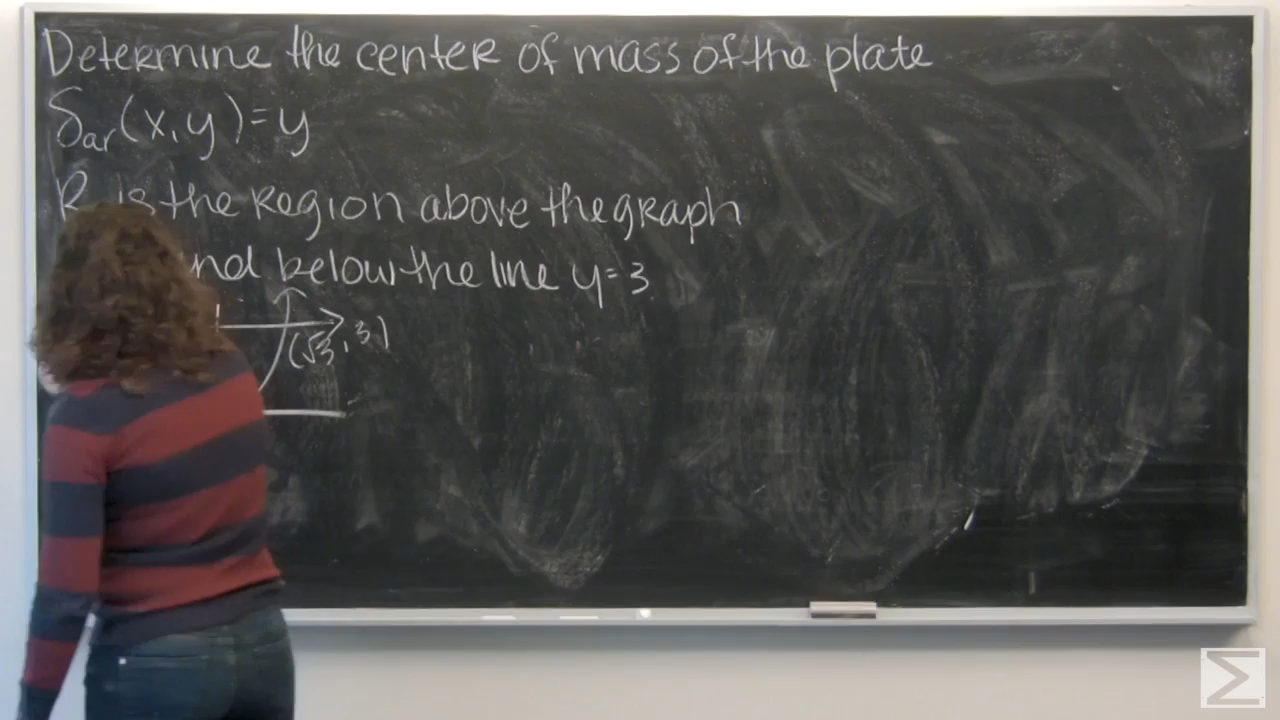 Determine the center of mass of the plate
δar(x,y)=y
R is the region above the graph
below the line y=3
(√3,3)
Σ